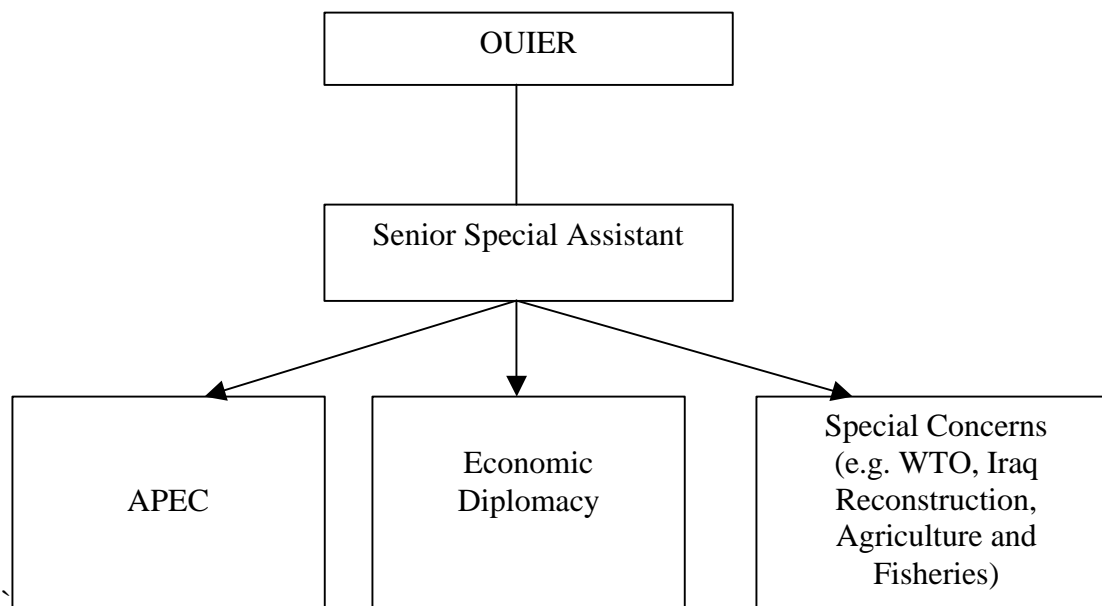 OUIER
Senior Special Assistant
APEC
Economic
Diplomacy
Special Concerns
(e.g. WTO, Iraq
Reconstruction,
Agriculture and
Fisheries)
`